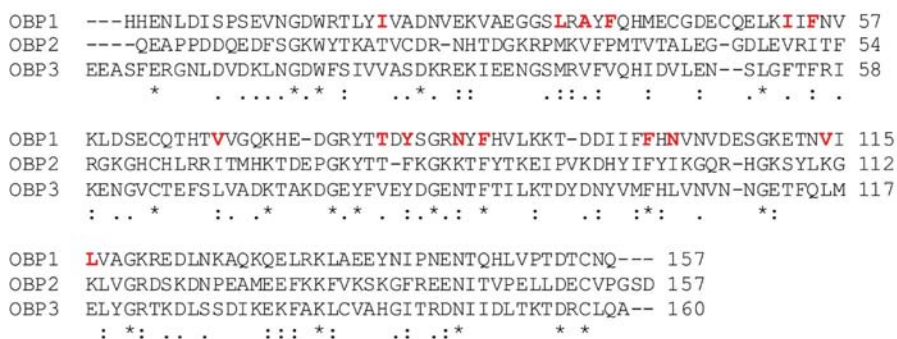 OBP1 ---HHENLDISPSEVNGDWRTLYIVADNVEKVAEGGSLRAYFQHMECGDECQELKIIFNV 57
OBP2 ----QEAPPDDQEDFSGKWYTKATVCDR-NHTDGKRPMKVFPMTVTALEG-GDLEVRITF 54
OBP3 EEASFERGNLDVDKLNGDWFSIVVASDKREKIEENGSMRVFVQHIDVLEN--SLGFTFRI 58
* . .... *. * : ..*. :: .::: : : : . * . : .
OBP1 KLDSECQTHTVVGQKHE-DGRYTTDYSGRNYFHVLKKT-DDIIFFHNVNVDESGKETNVI 115
OBP2 RGKGHCHLRRITMHKTDEPGKYTT-FKGKKTFYTKEIPVKDHYIFYIKGQR-HGKSYLKG 112
OBP3 KENGVCTEFSLVADKTAKDGEYFVEYDGENTFTILKTDYDNYVMFHLVNVN-NGETFQLM 117
: .. * : . .* *.* . :.*.: * : .: :*: . *:
OBP1 LVAGKREDLNKAQKQELRKLAEEYNIPNENTQHLVPTDTCNQ--- 157
OBP2 KLVGRDSKDNPEAMEEFKKFVKSKGFREENITVPELLDECVPGSD 157
OBP3 ELYGRTKDLSSDIKEKFAKLCVAHGITRDNIIDLTKTDRCLQA-- 160
: *: .. . ::: *: .: .:* * *